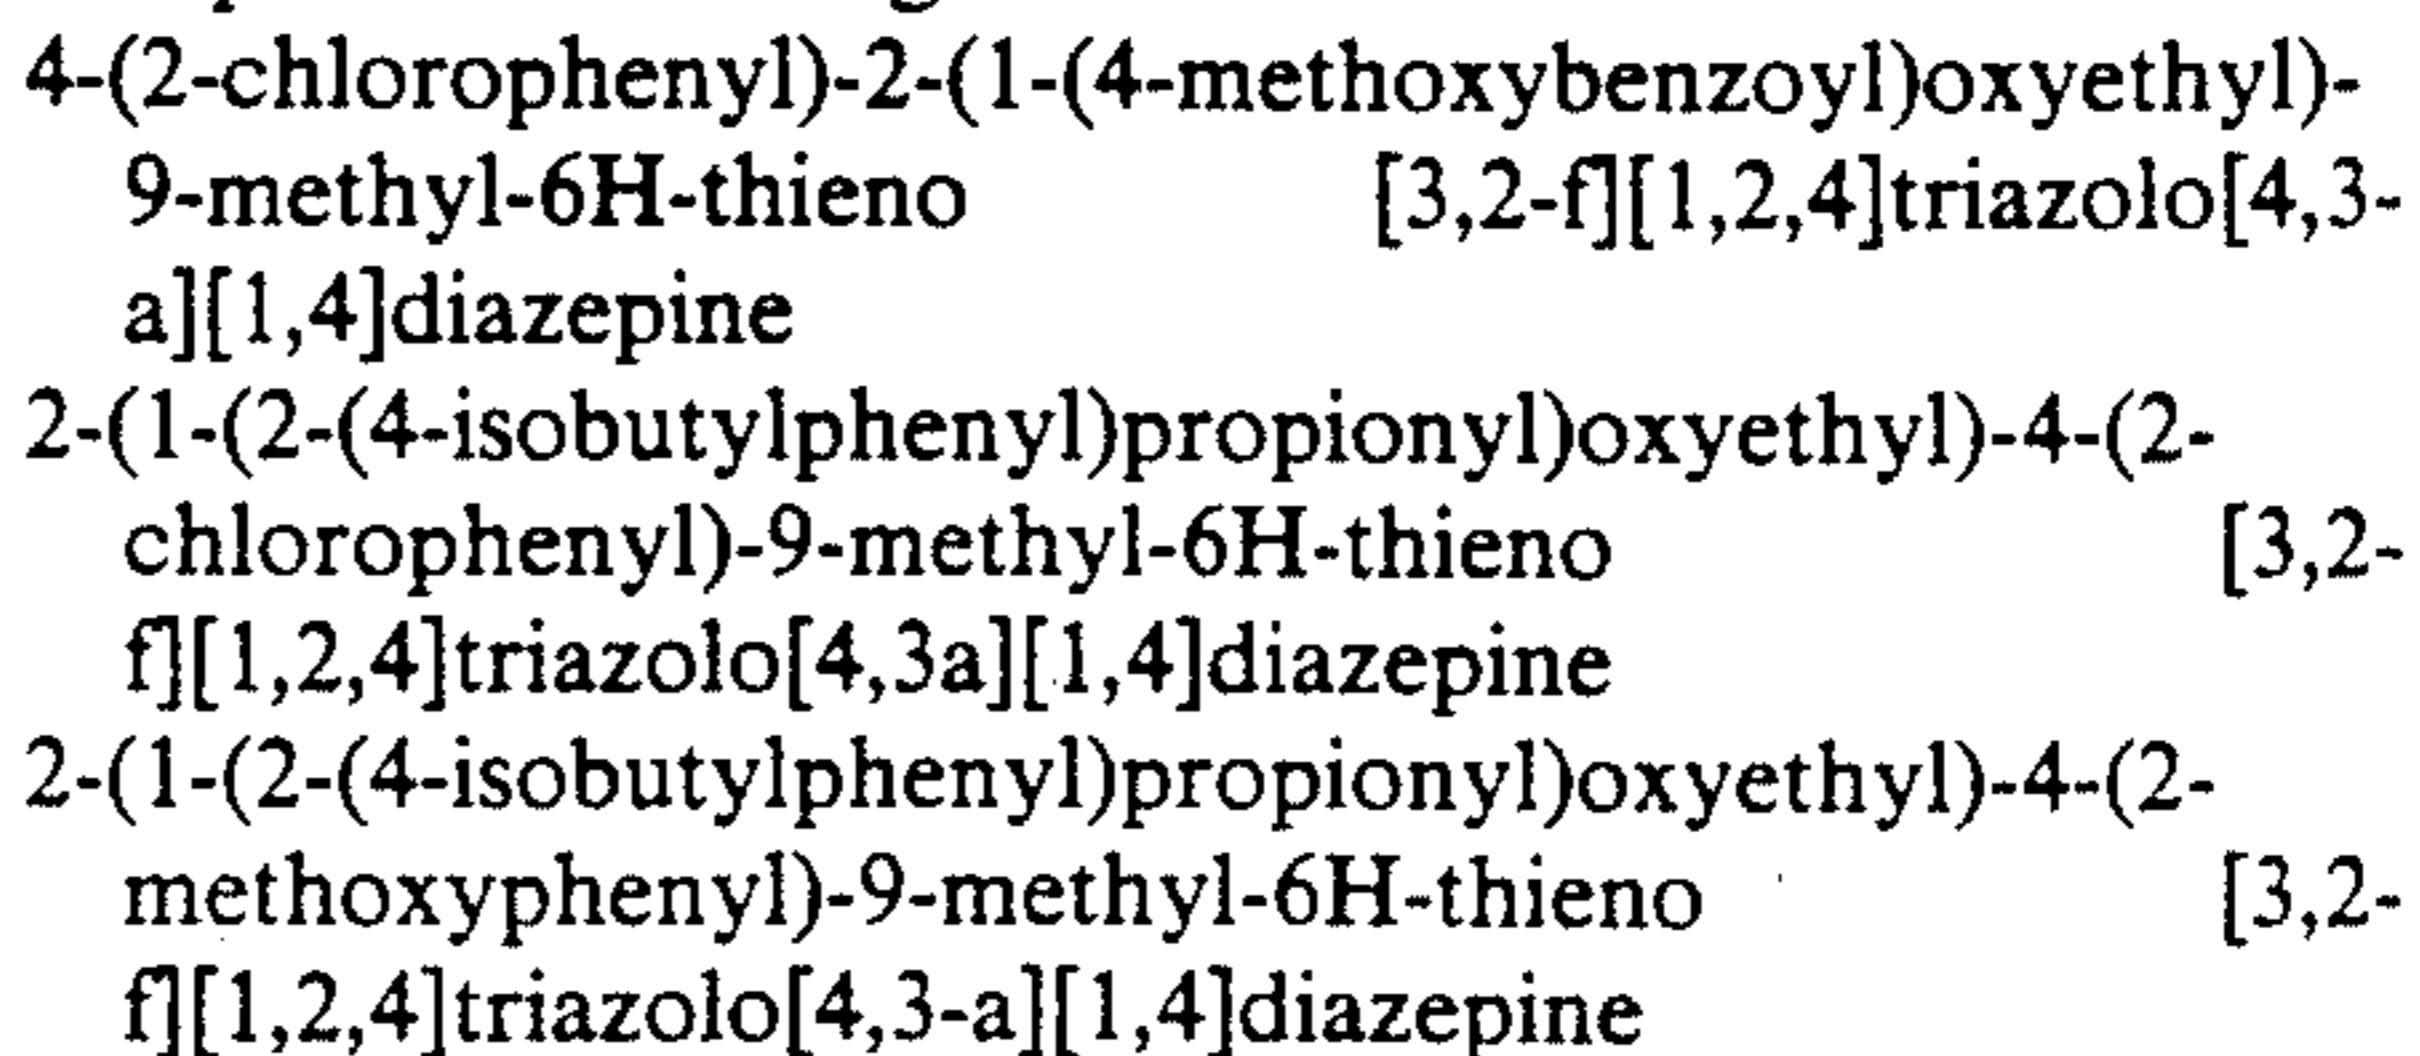 4-(2-chlorophenyl)-2-(1-(4-methoxybenzoyl)oxyethyl)-
9-methyl-6H-thieno [3,2-f][1,2,4]triazolo[4,3-
a][1,4]diazepine
2-(1-(2-(4-isobutylphenyl)propionyl)oxyethyl)-4-(2-
chlorophenyl)-9-methyl-6H-thieno [3,2-
f][1,2,4]triazolo[4,3a][1,4]diazepine
2-(1-(2-(4-isobutylphenyl)propionyl)oxyethyl)-4-(2-
methoxyphenyl)-9-methyl-6H-thieno [3,2-
f][1,2,4]triazolo[4,3-a][1,4]diazepine